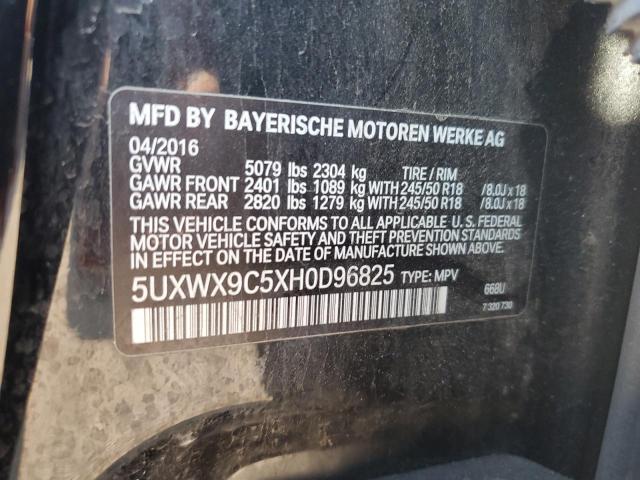 MFD BY BAYERISCHE MOTOREN WERKE AG
04/2016
GVWR 5079 lbs 2304 kg TIRE / RIM
GAWR FRONT 2401 lbs 1089 kg WITH 245/50 R18 /8.0J x 18
GAWR REAR 2820 lbs 1279 kg WITH 245/50 R18 /8.0J x 18
THIS VEHICLE CONFORMS TO ALL APPLICABLE U. S. FEDERAL
MOTOR VEHICLE SAFETY AND THEFT PREVENTION STANDARDS
IN EFFECT ON THE DATE OF MANUFACTURE SHOWN ABOVE.
5UXWX9C5XH0D96825 TYPE: MPV 668U
7 320 730